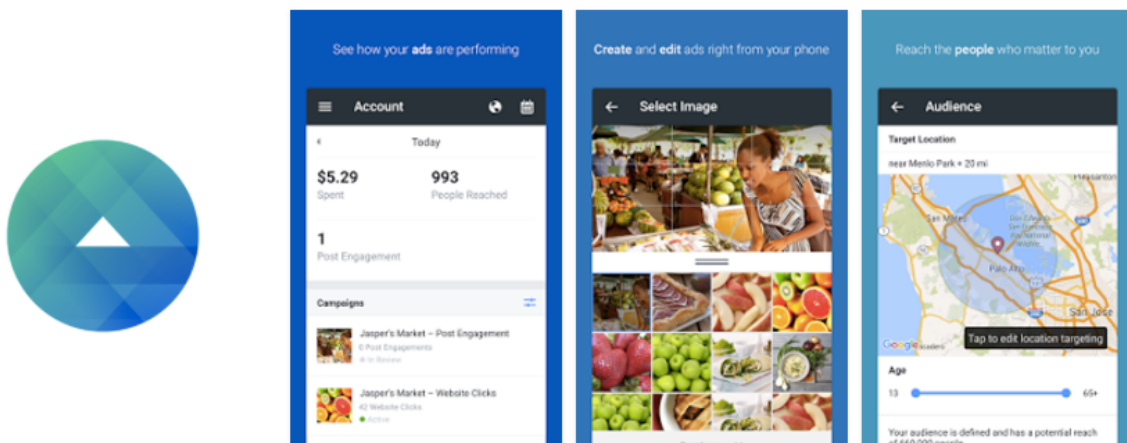 See how your ads are performing
Account
Today
$5.29
993
Spent
People Reached
1
Post Engagement
Campaigns
Jasper's Market – Post Engagement
0 Post Engagements
In Review
Jasper's Market – Website Clicks
42 Website Clicks
Active
Create and edit ads right from your phone
Select Image
Reach the people who matter to you
Audience
Target Location
near Menlo Park + 20 mi
Pleasanton
San Mateo
Palo Alto
San Jose
Google
Tap to edit location targeting
Age
13
65+
Your audience is defined and has a potential reach